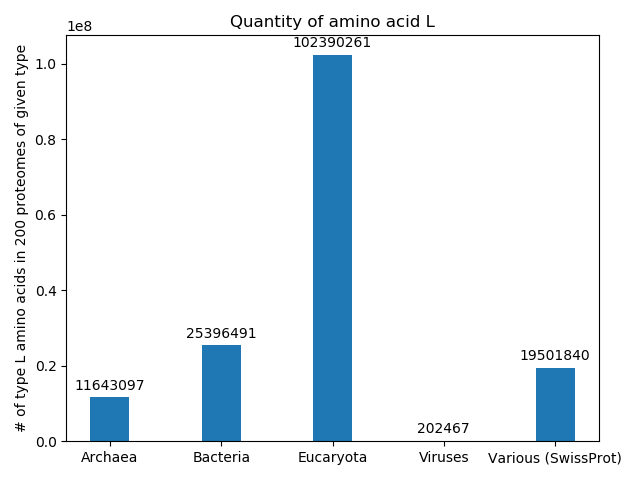 Quantity of amino acid L
1e8
# of type L amino acids in 200 proteomes of given type
1.0
0.8
0.6
0.4
0.2
0.0
11643097
25396491
102390261
202467
19501840
Archaea
Bacteria
Eucaryota
Viruses
Various (SwissProt)